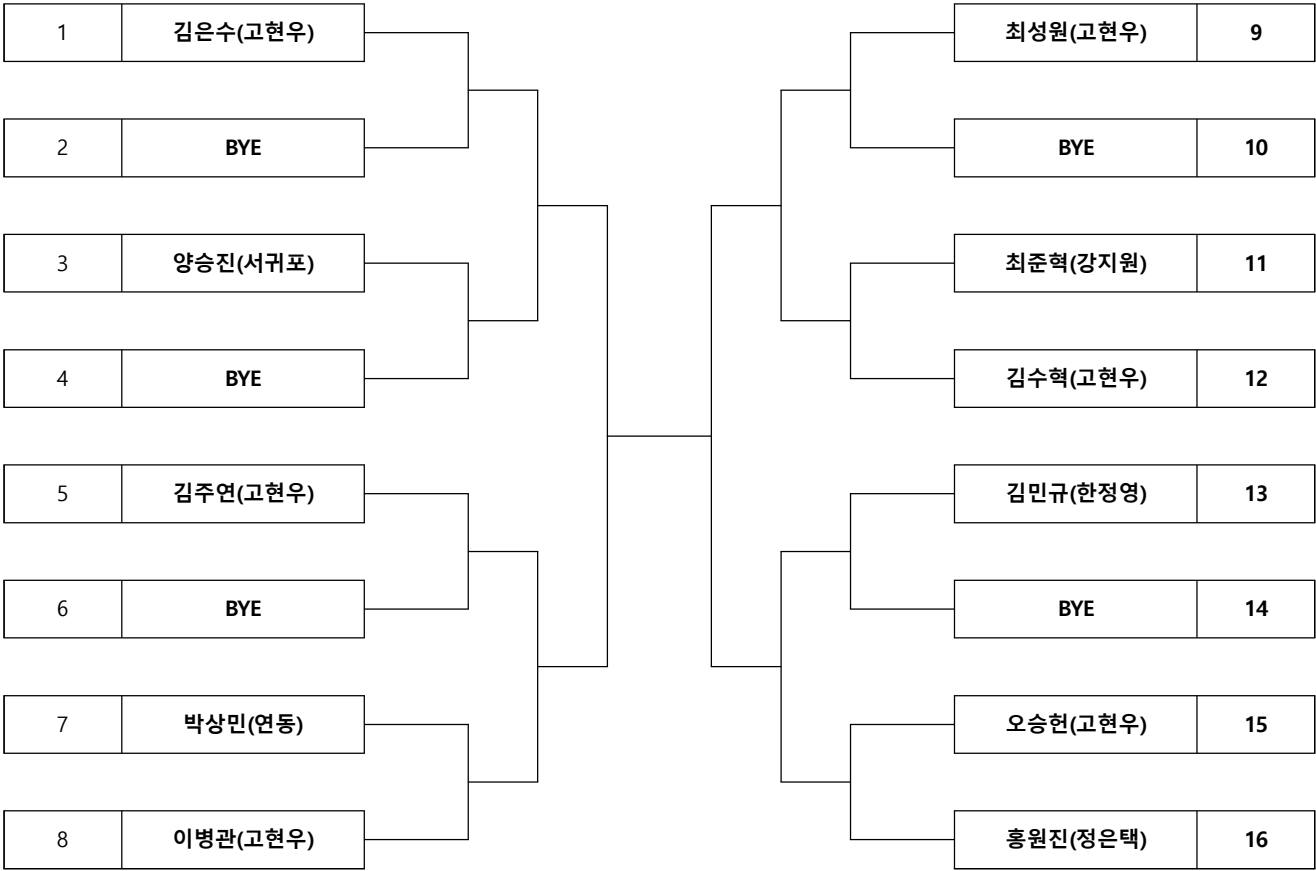 1 김은수(고현우)
2 BYE
3 양승진(서귀포)
4 BYE
5 김주연(고현우)
6 BYE
7 박상민(연동)
8 이병관(고현우)
최성원(고현우) 9
BYE 10
최준혁(강지원) 11
김수혁(고현우) 12
김민규(한정영) 13
BYE 14
오승헌(고현우) 15
홍원진(정은택) 16